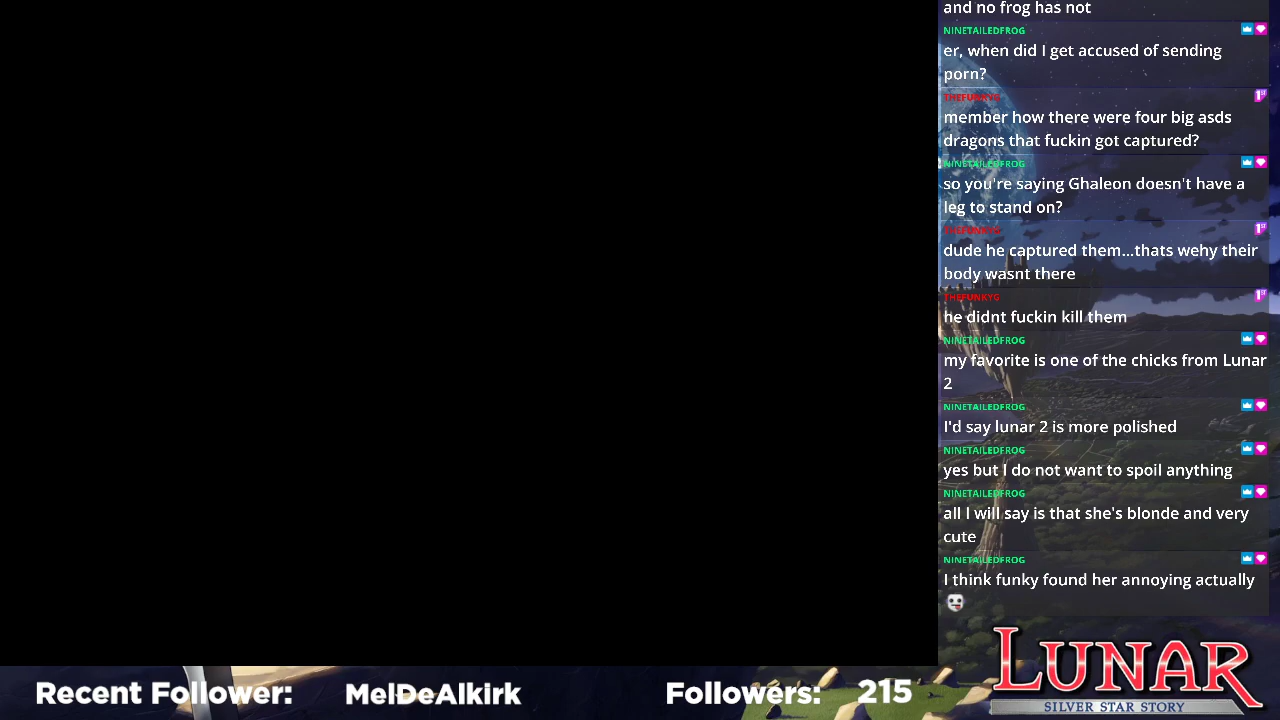 and no frog has not
NINETAILEDFROG
er, when did I get accused of sending
porn?
THEFUNKYG
member how there were four big asds
dragons that fuckin got captured?
NINETAILEDFROG
so you're saying Ghaleon doesn't have a
leg to stand on?
THEFUNKYG
dude he captured them...thats wehy their
body wasnt there
THEFUNKYG
he didnt fuckin kill them
NINETAILEDFROG
my favorite is one of the chicks from Lunar
2
NINETAILEDFROG
I'd say lunar 2 is more polished
NINETAILEDFROG
yes but I do not want to spoil anything
NINETAILEDFROG
all I will say is that she's blonde and very
cute
NINETAILEDFROG
I think funky found her annoying actually
LUNAR
SILVER STAR STORY
Recent Follower: MelDeAlkirk Followers: 215